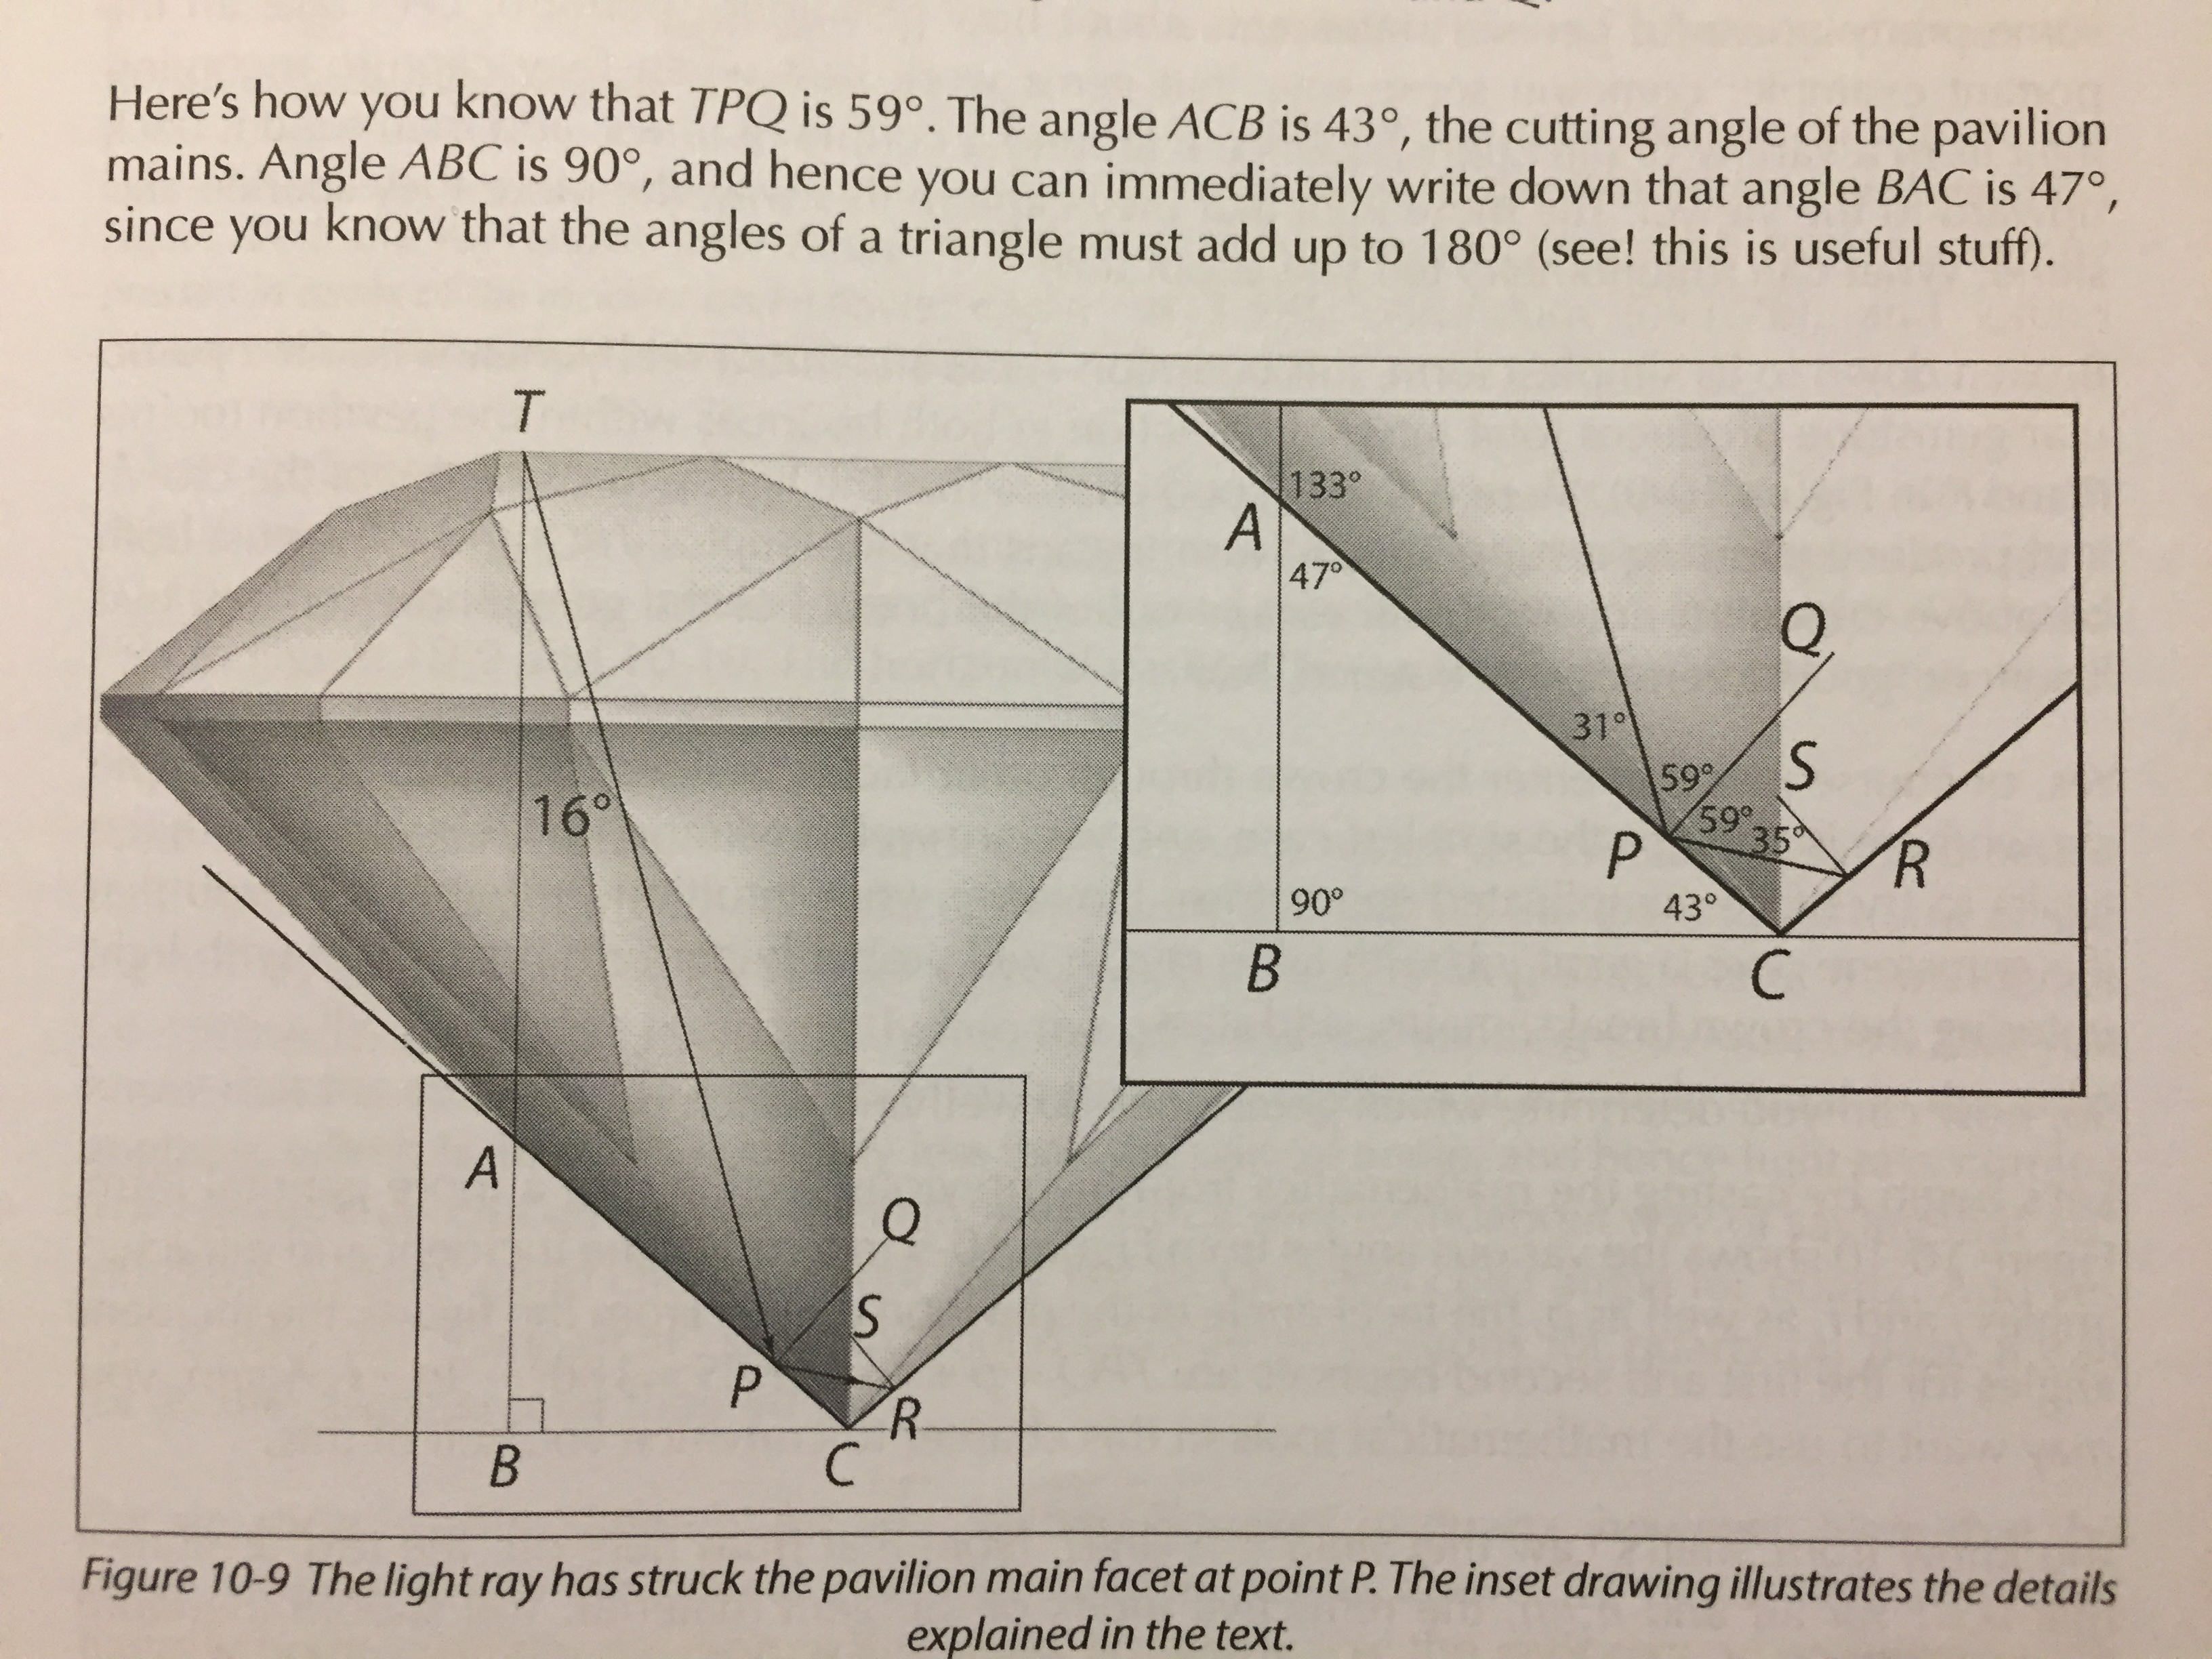 Here's how you know that TPQ is 59°. The angle ACB is 43°, the cutting angle of the pavilion
mains. Angle ABC is 90°, and hence you can immediately write down that angle BAC is 47°,
since you know that the angles of a triangle must add up to 180° (see! this is useful stuff).
T
133°
A
47°
Q
31°
59°
S
16°
59°
35°
P
R
43°
90°
B
C
A
Q
S
P
R
B
C
Figure 10-9 The light ray has struck the pavilion main facet at point P. The inset drawing illustrates the details
explained in the text.